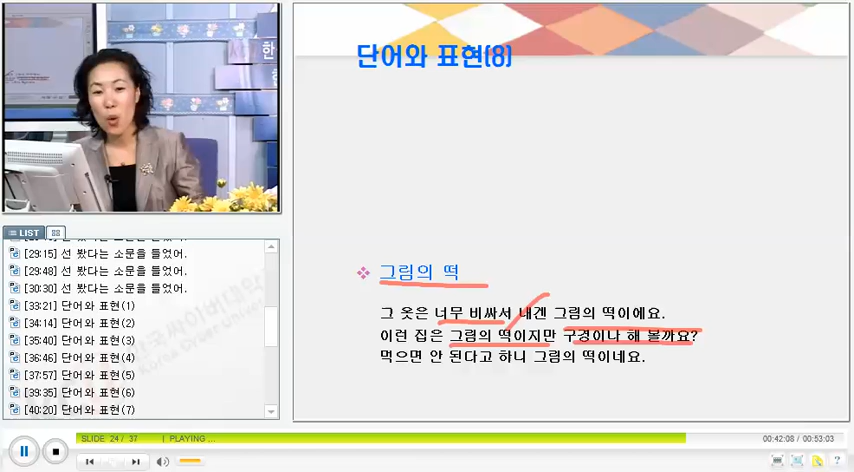 단어와 표현(8)
한
LIST
[29:15] 선 봤다는 소문을 들었어.
[29:48] 선 봤다는 소문을 들었어.
[30:30] 선 봤다는 소문을 들었어.
[33:21] 단어와 표현(1)
[34:14] 단어와 표현(2)
[35:40] 단어와 표현(3)
[36:46] 단어와 표현(4)
[37:57] 단어와 표현(5)
[39:35] 단어와 표현(6)
[40:20] 단어와 표현(7)
그림의 떡
그 옷은 너무 비싸서 내겐 그림의 떡이에요.
이런 집은 그림의 떡이지만 구경이나 해 볼까요?
먹으면 안 된다고 하니 그림의 떡이네요.
SLIDE 24 / 37 | PLAYING ...
00:42:08 / 00:53:03